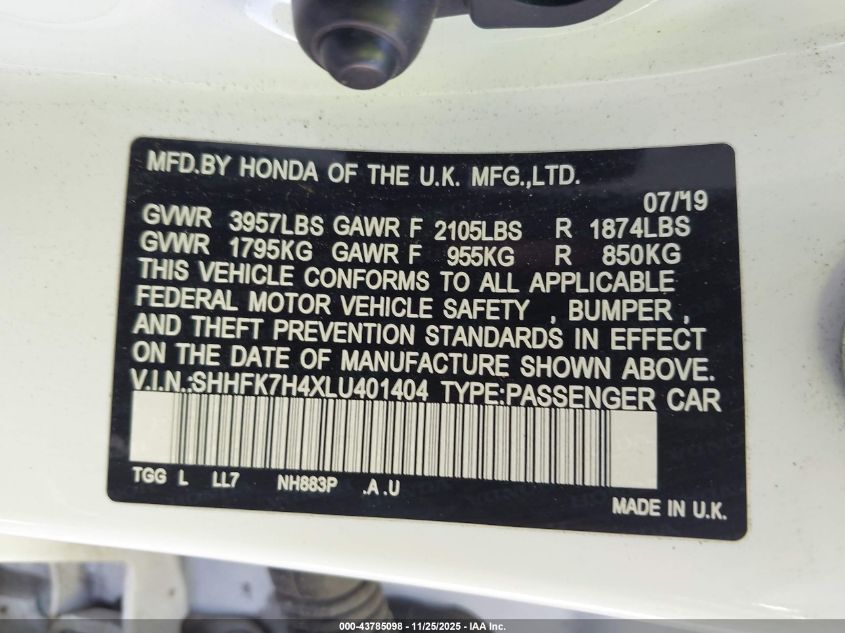 MFD.BY HONDA OF THE U.K. MFG.,LTD.
07/'19
GVWR 3957LBS GAWR F 2105LBS R 1874LBS
GVWR 1795KG GAWR F 955KG R 850KG
THIS VEHICLE CONFORMS TO ALL APPLICABLE
FEDERAL MOTOR VEHICLE SAFETY , BUMPER ,
AND THEFT PREVENTION STANDARDS IN EFFECT
ON THE DATE OF MANUFACTURE SHOWN ABOVE.
V.I.N.:SHHFK7H4XLU401404 TYPE:PASSENGER CAR
TGG L LL7 NH883P .A .U
MADE IN U.K.
000-43785098 - 11/25/2025 - ©IAA Inc.